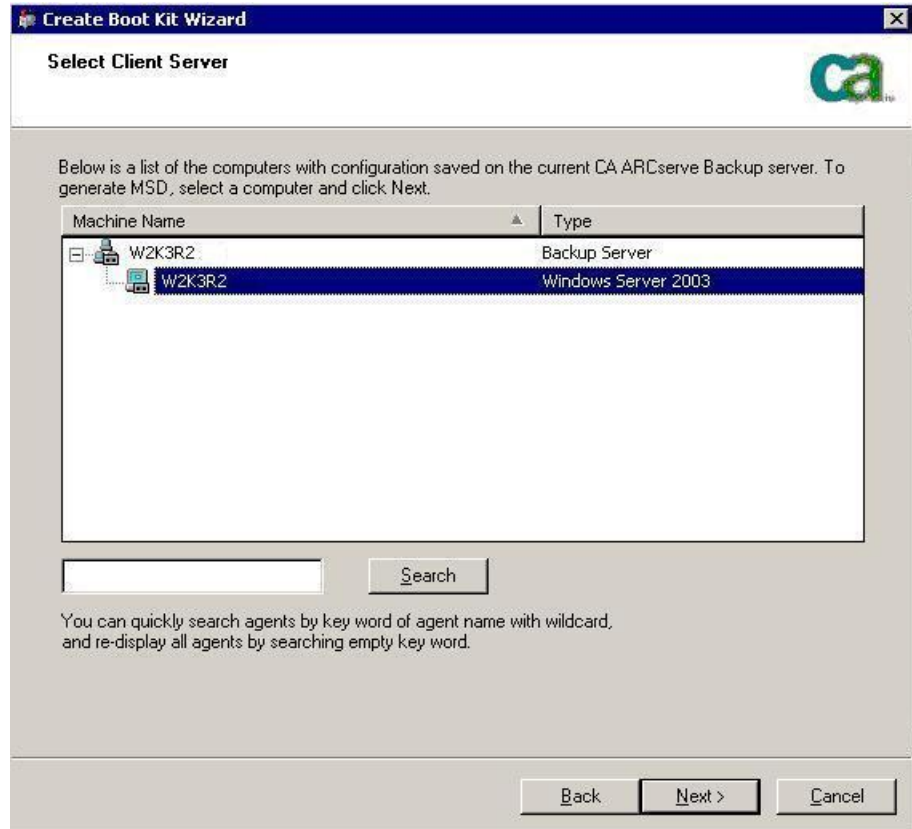 Create Boot Kit Wizard
Select Client Server
ca
Below is a list of the computers with configuration saved on the current CA ARCserve Backup server. To
generate MSD, select a computer and click Next.
Machine Name Type
W2K3R2 Backup Server
W2K3R2 Windows Server 2003
Search
You can quickly search agents by key word of agent name with wildcard,
and re-display all agents by searching empty key word.
Back Next > Cancel